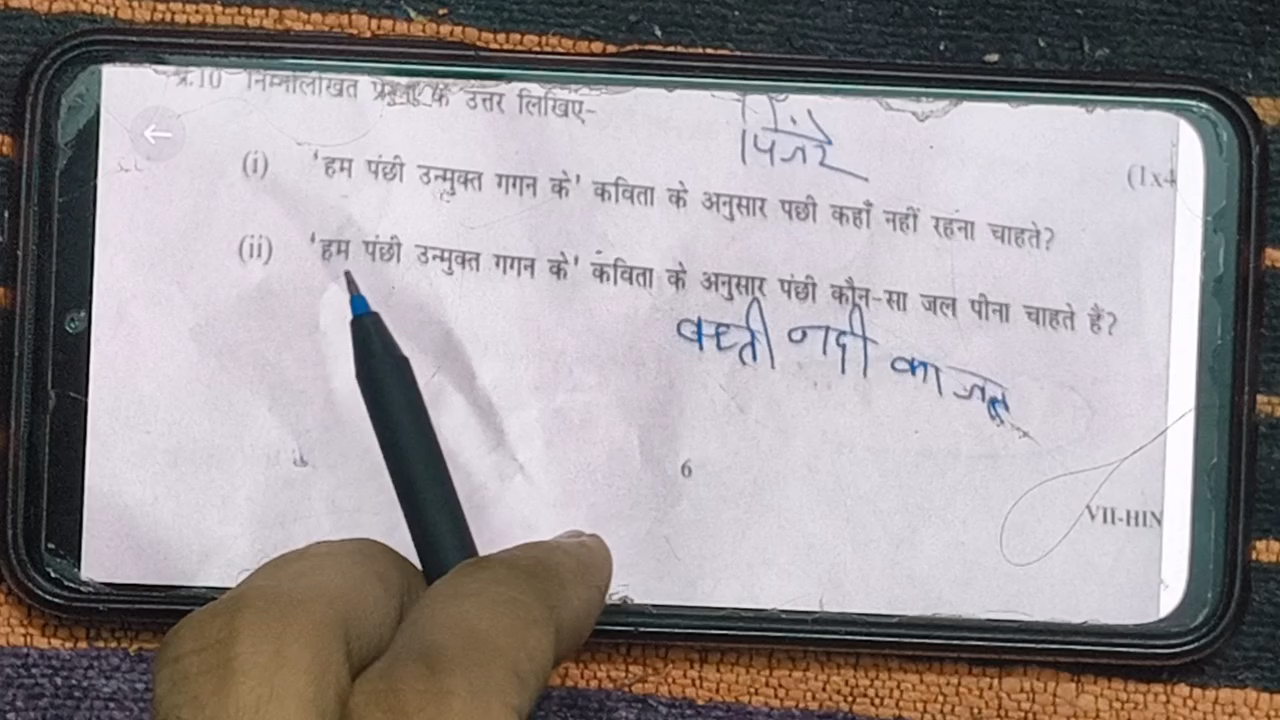 प्र.10 निम्नलिखित प्रश्नों के उत्तर लिखिए-
पिंजरे
(1x4
(i) 'हम पंछी उन्मुक्त गगन के' कविता के अनुसार पंछी कहाँ नहीं रहना चाहते?
(ii) 'हम पंछी उन्मुक्त गगन के' कविता के अनुसार पंछी कौन-सा जल पीना चाहते हैं?
बहती नदी का जल
6
VII-HIN